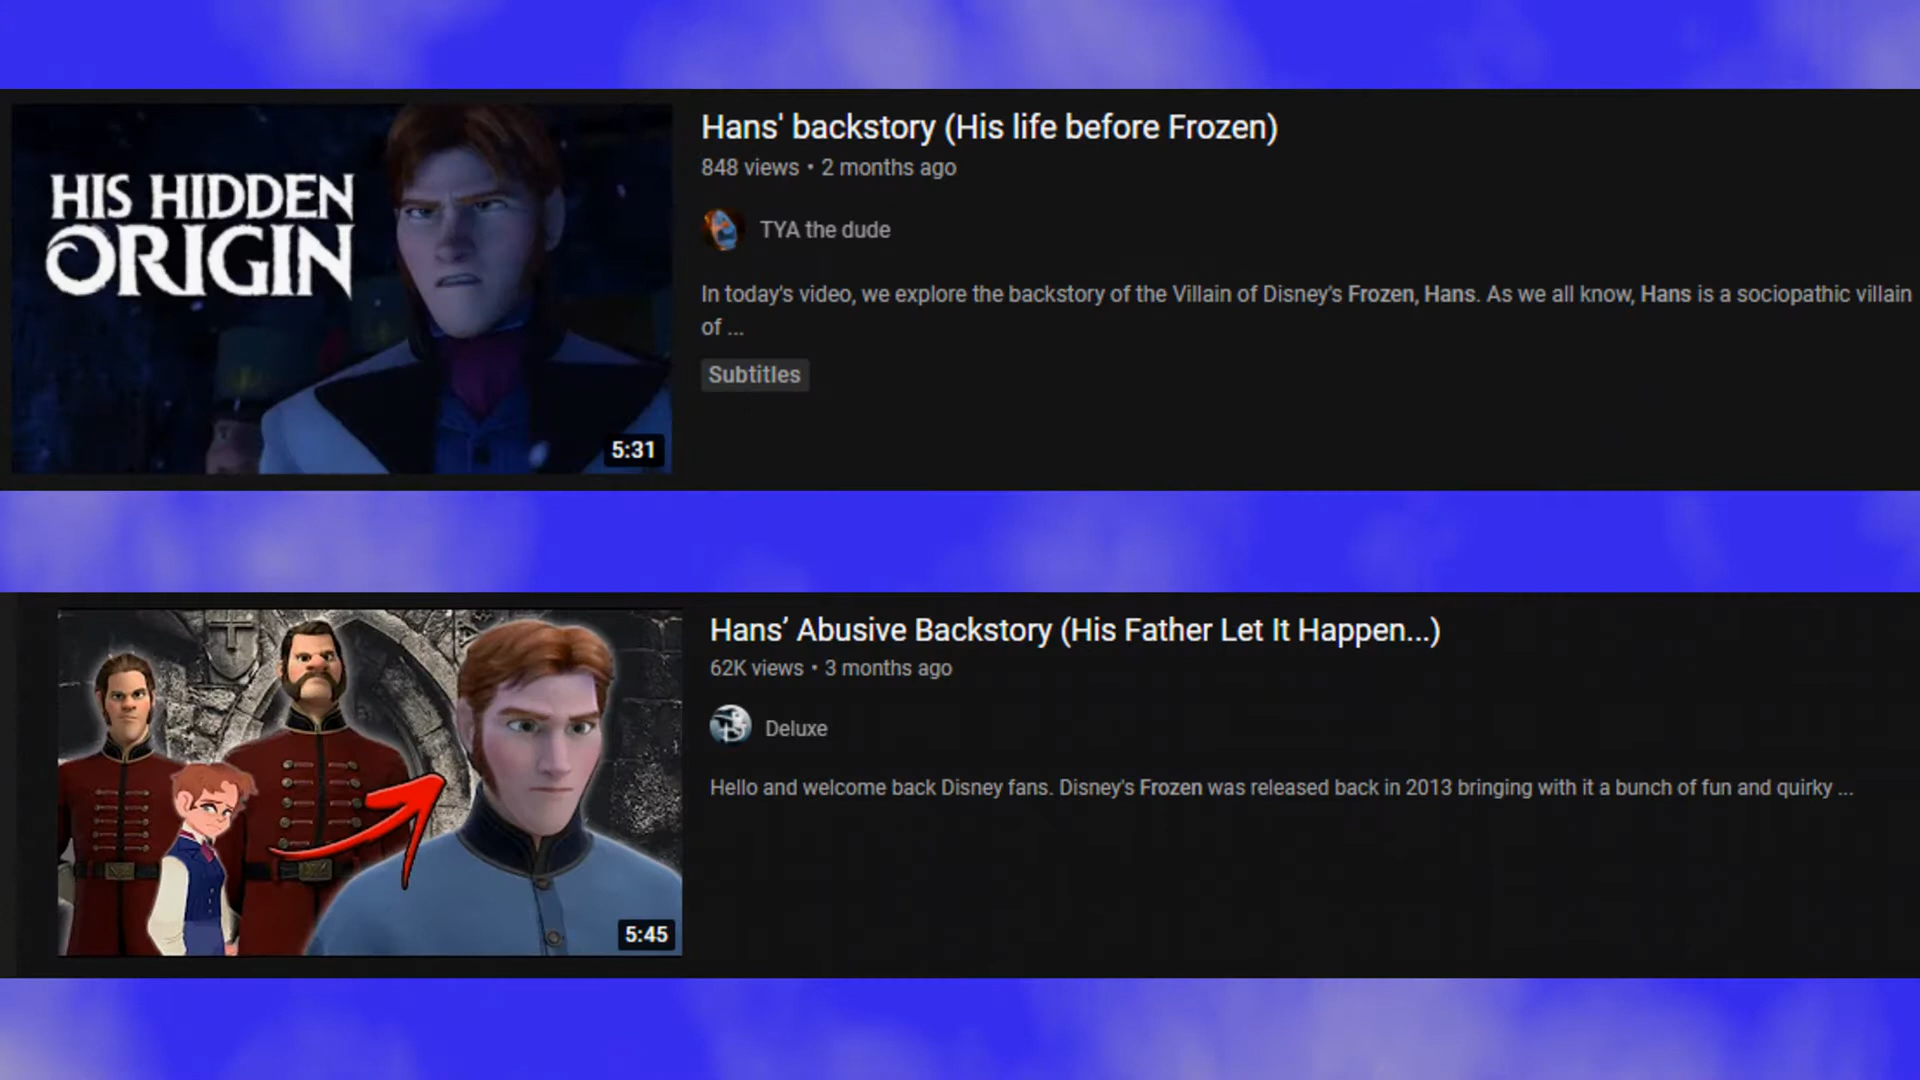 HIS HIDDEN
ORIGIN
5:31
Hans' backstory (His life before Frozen)
848 views • 2 months ago
TYA the dude
In today's video, we explore the backstory of the Villain of Disney's Frozen, Hans. As we all know, Hans is a sociopathic villain
of ...
Subtitles
5:45
Hans’ Abusive Backstory (His Father Let It Happen...)
62K views • 3 months ago
Deluxe
Hello and welcome back Disney fans. Disney's Frozen was released back in 2013 bringing with it a bunch of fun and quirky ...